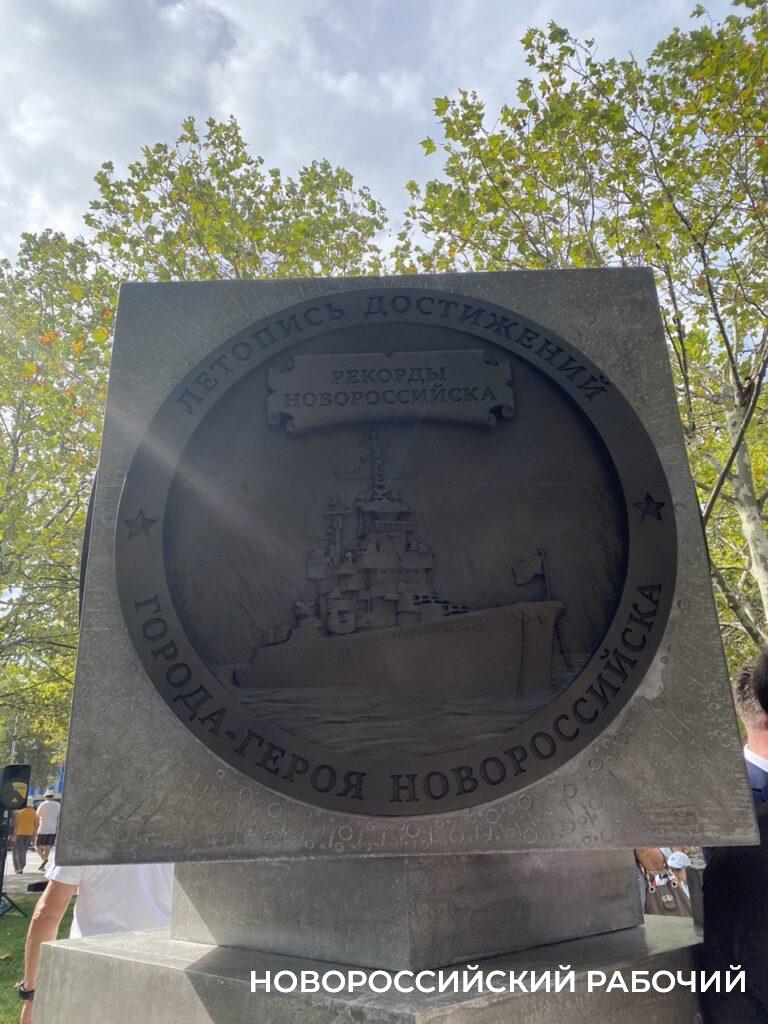 ЛЕТОПИСЬ ДОСТИЖЕНИЙ
РЕКОРДЫ
НОВОРОССИЙСКА
ГОРОДА-ГЕРОЯ НОВОРОССИЙСКА
НОВОРОССИЙСКИЙ РАБОЧИЙ